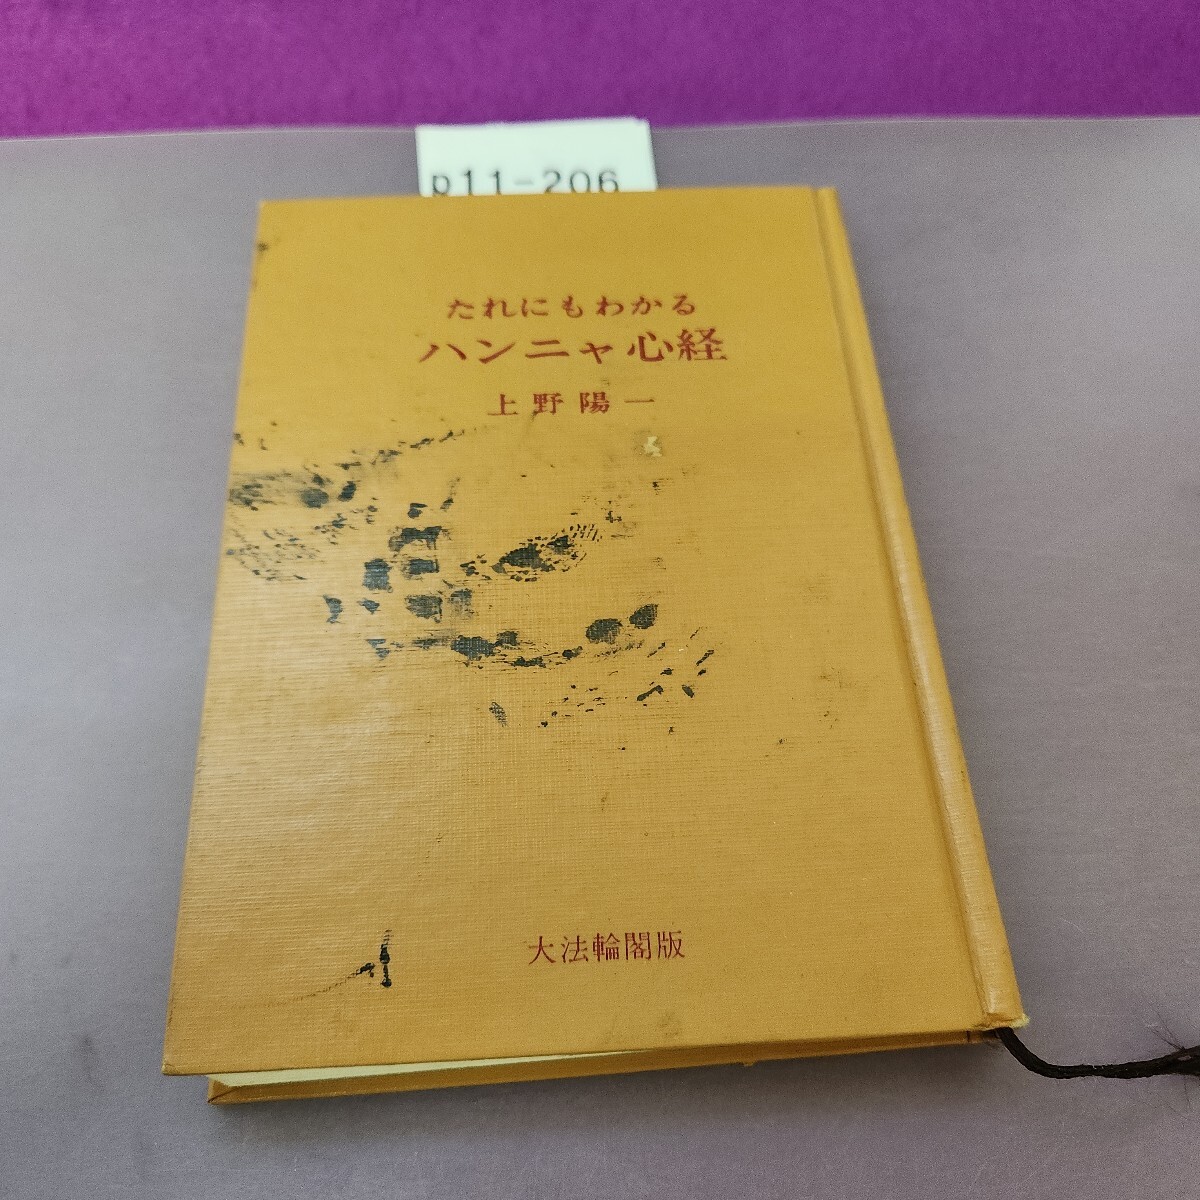 p11-206
たれにもわかる
ハンニャ心経
上野陽一
大法輪閣版